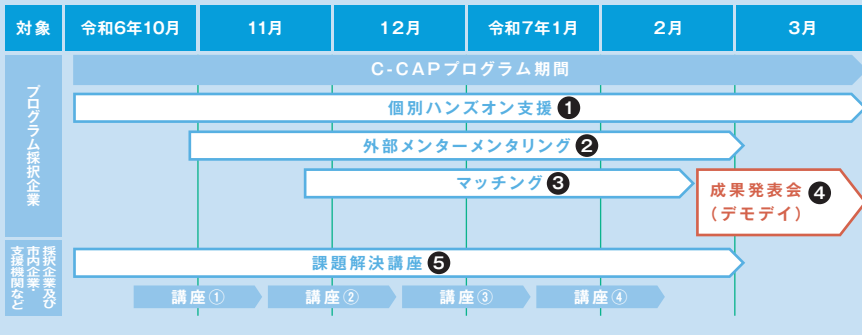 対象
令和6年10月
11月
12月
令和7年1月
2月
3月
プログラム採択企業
C-CAPプログラム期間
個別ハンズオン支援 ❶
外部メンターメンタリング ❷
マッチング ❸
成果発表会 ❹
(デモデイ)
採択企業及び
市内企業・
支援機関など
課題解決講座 ❺
講座①
講座②
講座③
講座④